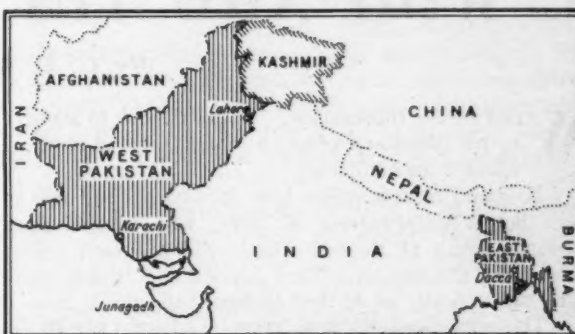 AFGHANISTAN
KASHMIR
IRAN
Lahore
CHINA
WEST
PAKISTAN
NEPAL
Karachi
INDIA
EAST
PAKISTAN
Dacca
BURMA
Junagadh